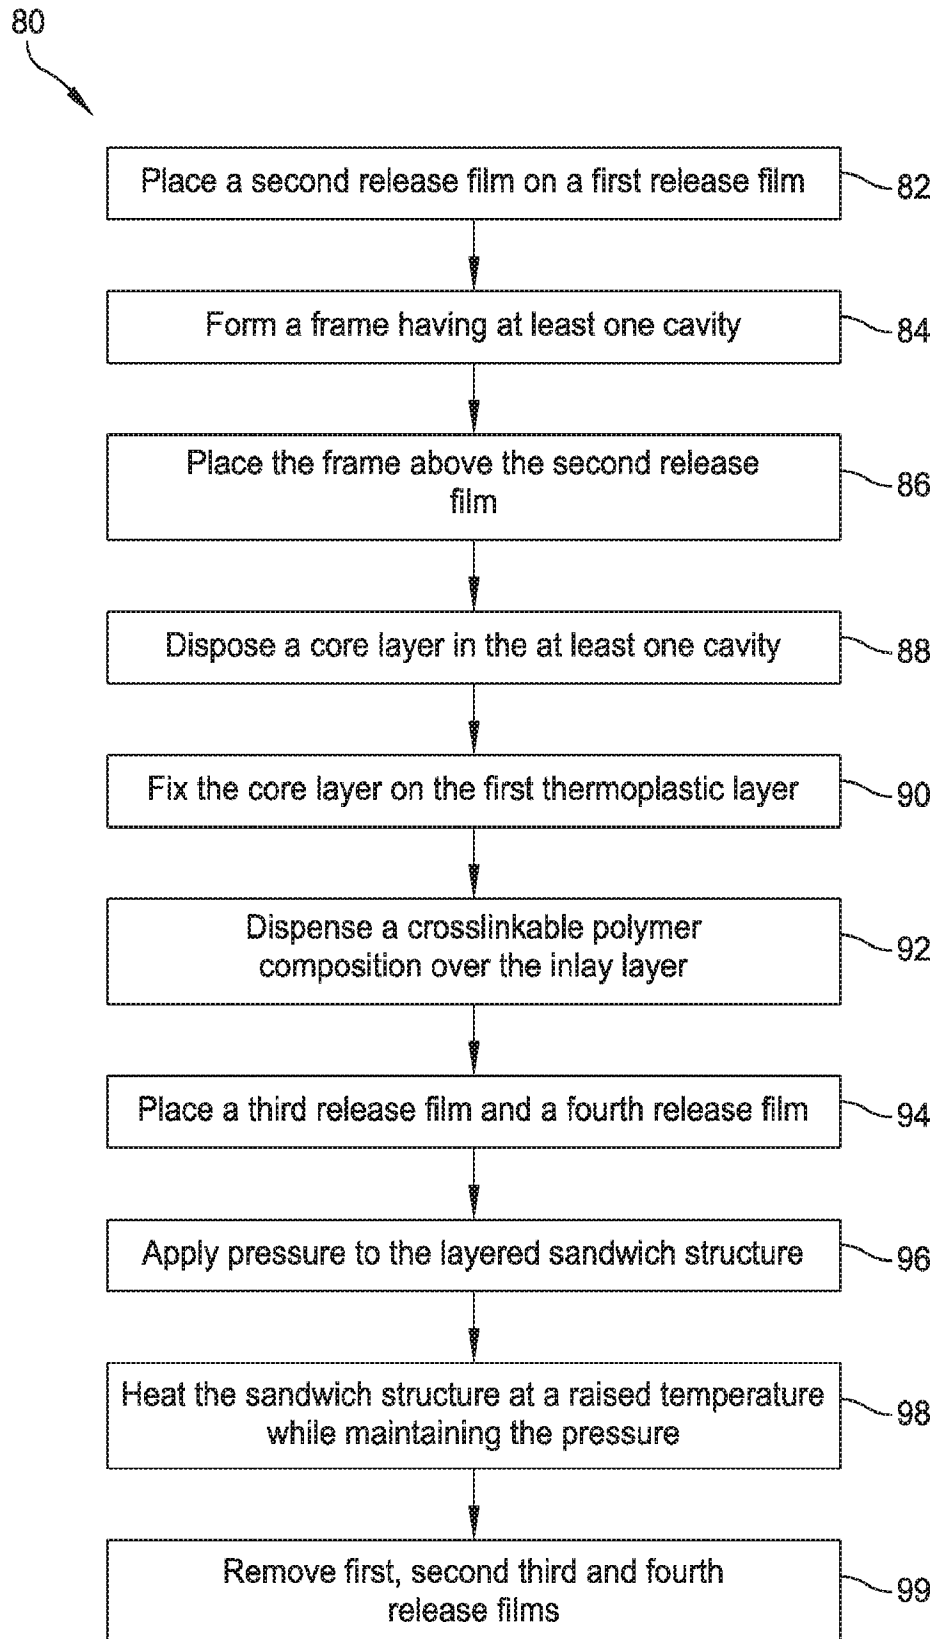 80
Place a second release film on a first release film
82
Form a frame having at least one cavity
84
Place the frame above the second release
film
86
Dispose a core layer in the at least one cavity
88
Fix the core layer on the first thermoplastic layer
90
Dispense a crosslinkable polymer
composition over the inlay layer
92
Place a third release film and a fourth release film
94
Apply pressure to the layered sandwich structure
96
Heat the sandwich structure at a raised temperature
while maintaining the pressure
98
Remove first, second third and fourth
release films
99